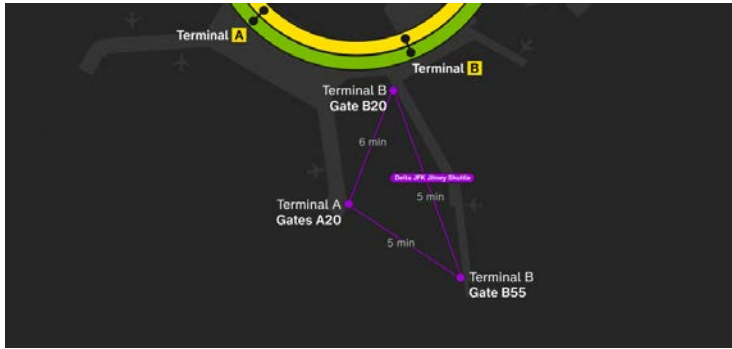 Terminal A
Terminal B
Terminal B
Gate B20
6 min
Delta JFK Jitney Shuttle
5 min
Terminal A
Gates A20
5 min
Terminal B
Gate B55